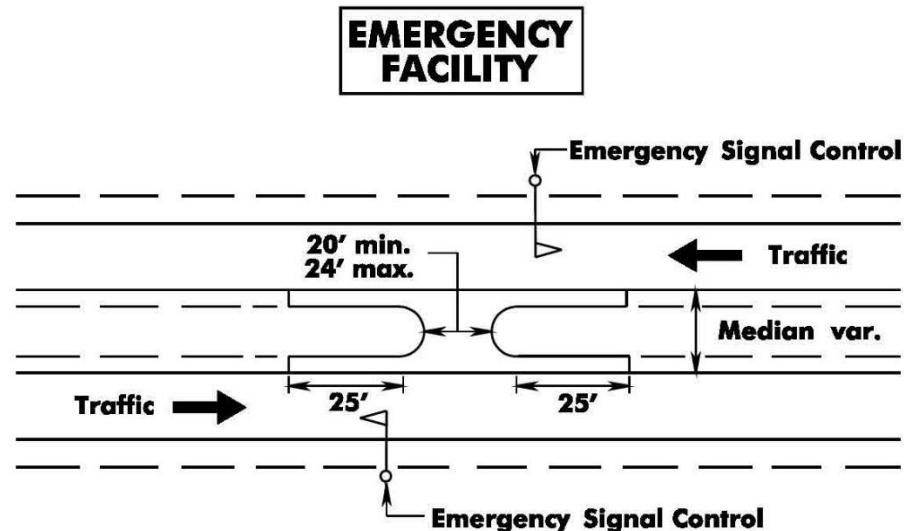 EMERGENCY
FACILITY
Emergency Signal Control
20' min.
24' max.
Traffic
Median var.
Traffic
25'
25'
Emergency Signal Control